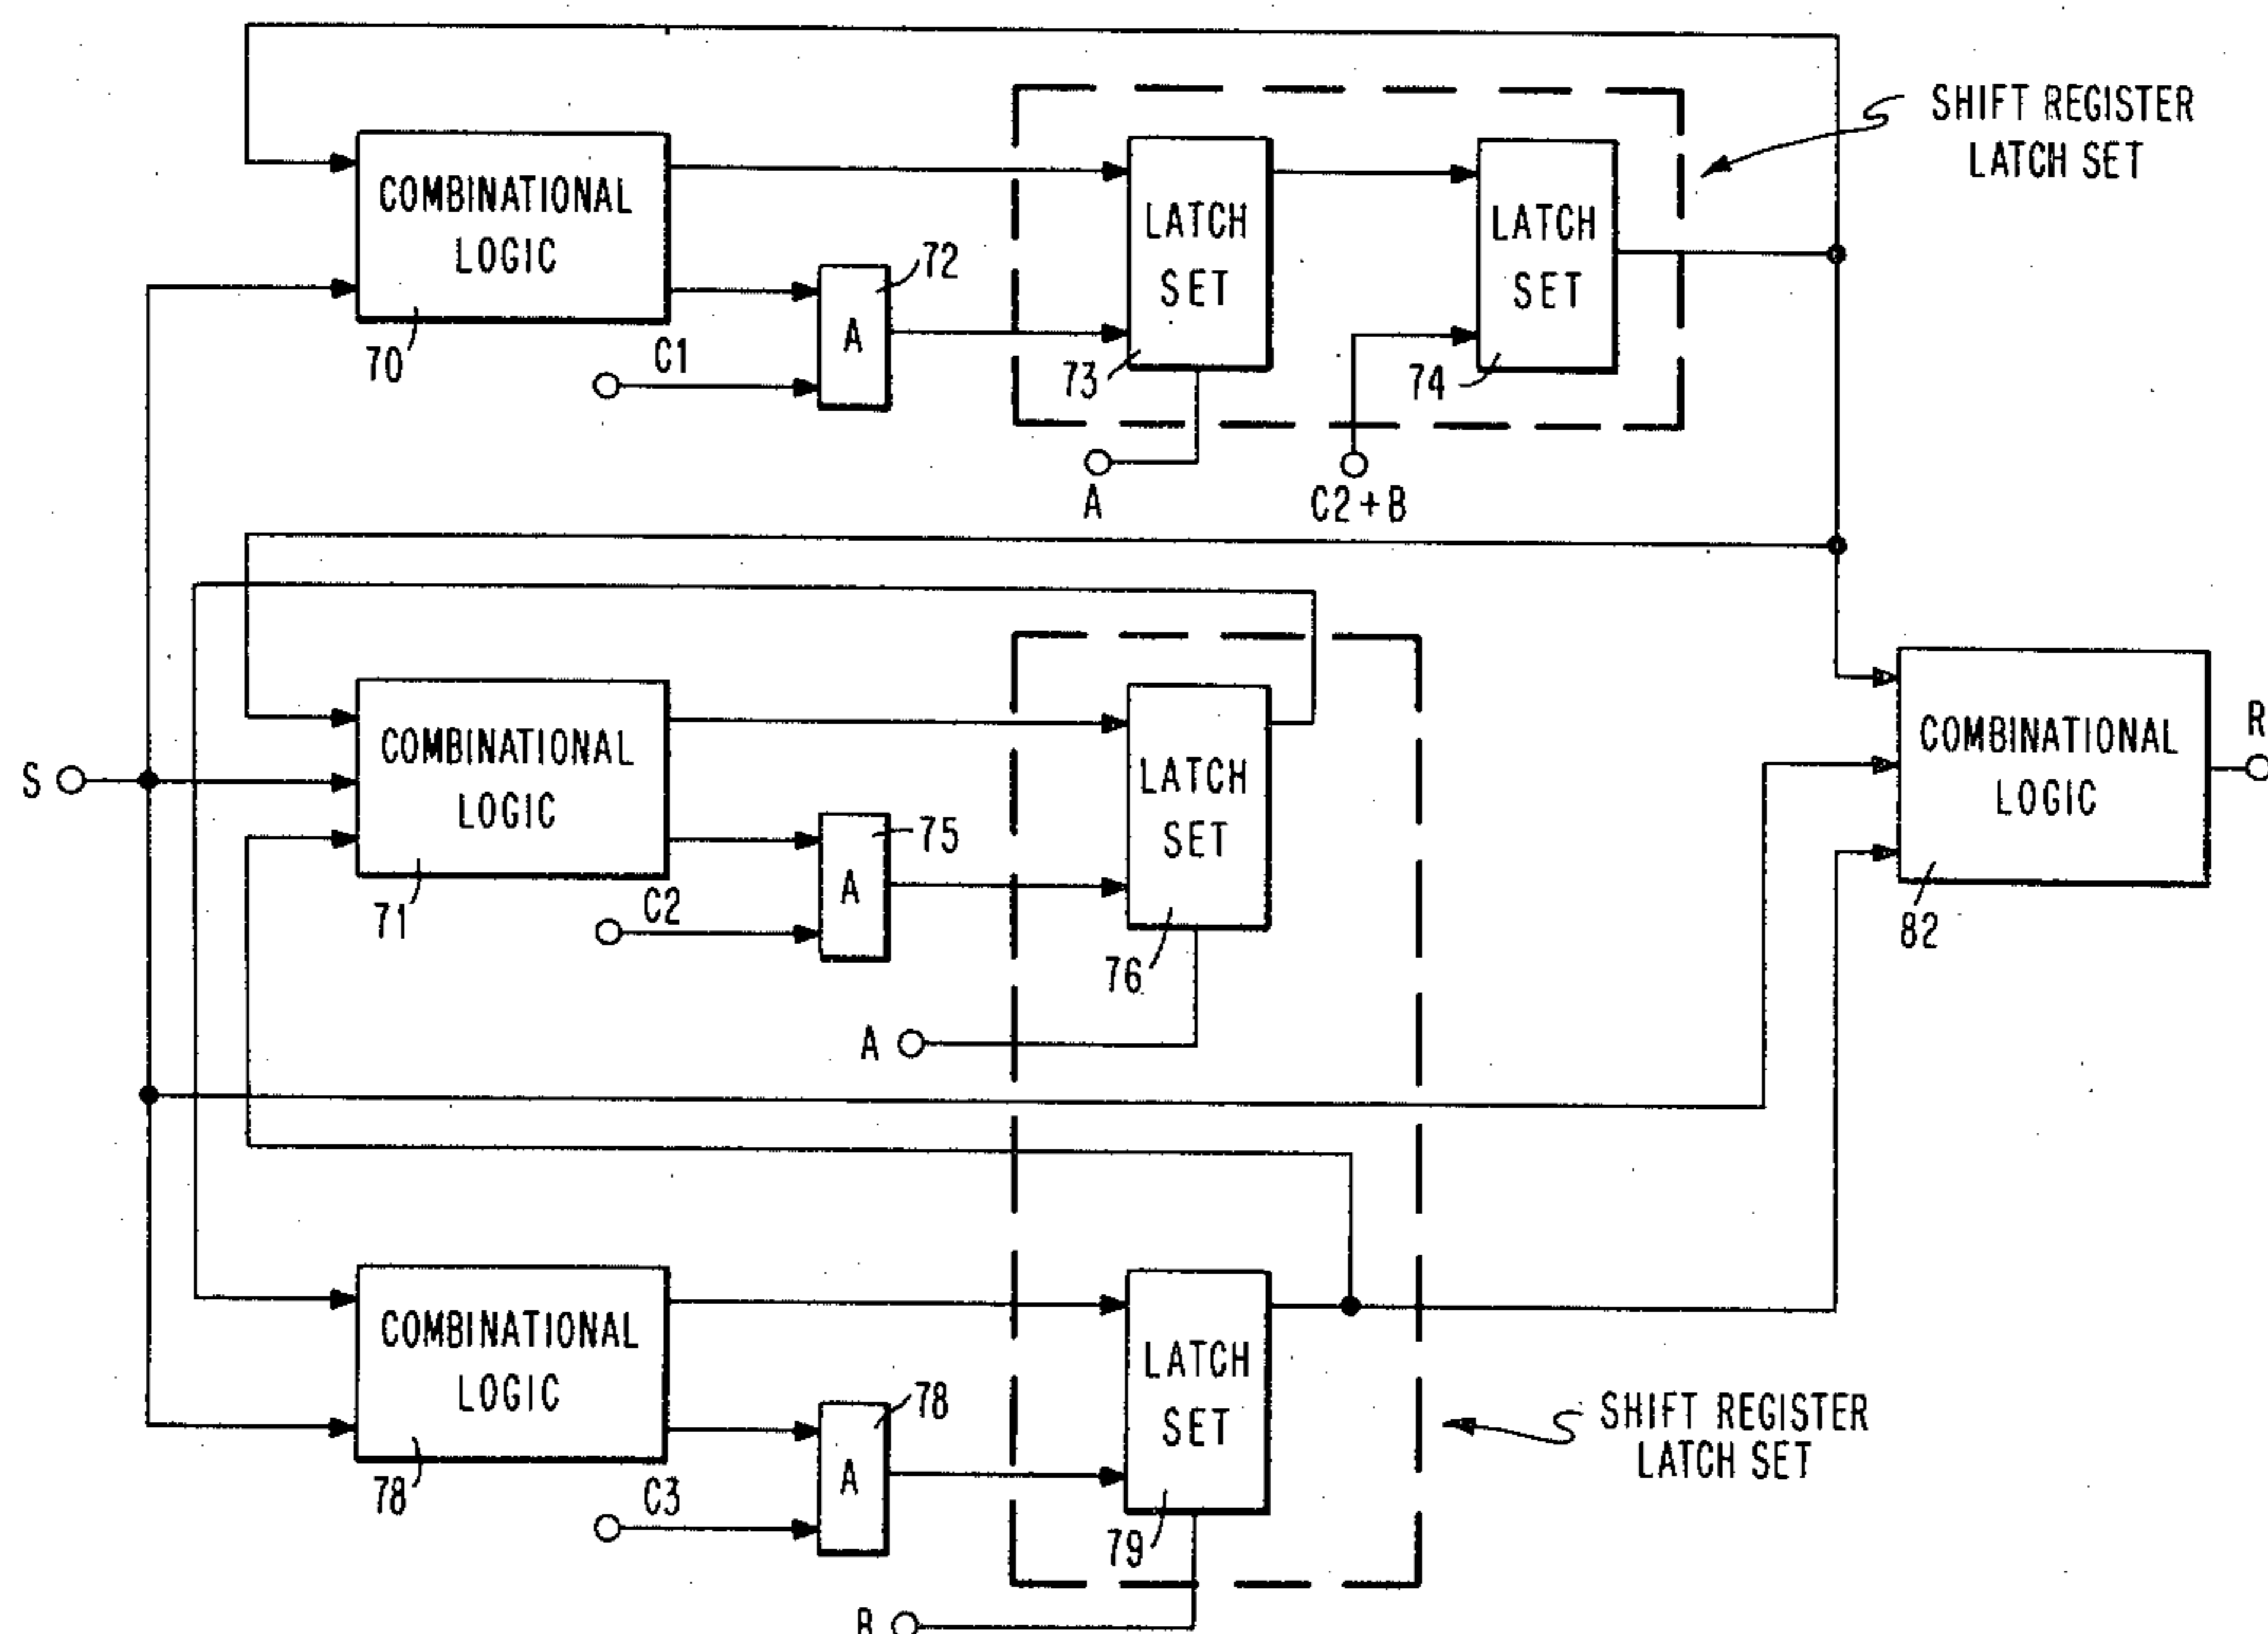 SHIFT REGISTER
LATCH SET
COMBINATIONAL
LOGIC
70
C1
72
A
LATCH
SET
73
LATCH
SET
74
A
C2+B
COMBINATIONAL
LOGIC
71
S
C2
75
A
LATCH
SET
76
A
COMBINATIONAL
LOGIC
82
R
COMBINATIONAL
LOGIC
78
C3
78
A
LATCH
SET
79
B
SHIFT REGISTER
LATCH SET